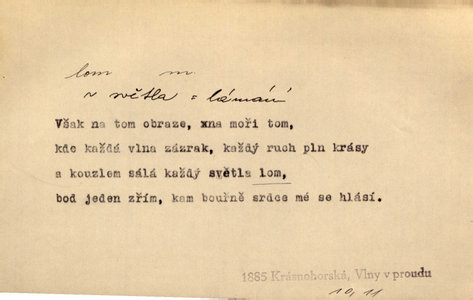 lom m.
~ světla = lámání
Však na tom obraze, xna moři tom,
kde každá vlna zázrak, každý ruch pln krásy
a kouzlem sálá každý světla lom,
bod jeden zřím, kam bouřně srdce mé se hlásí.
1885 Krásnohorská, Vlny v proudu
10, 11